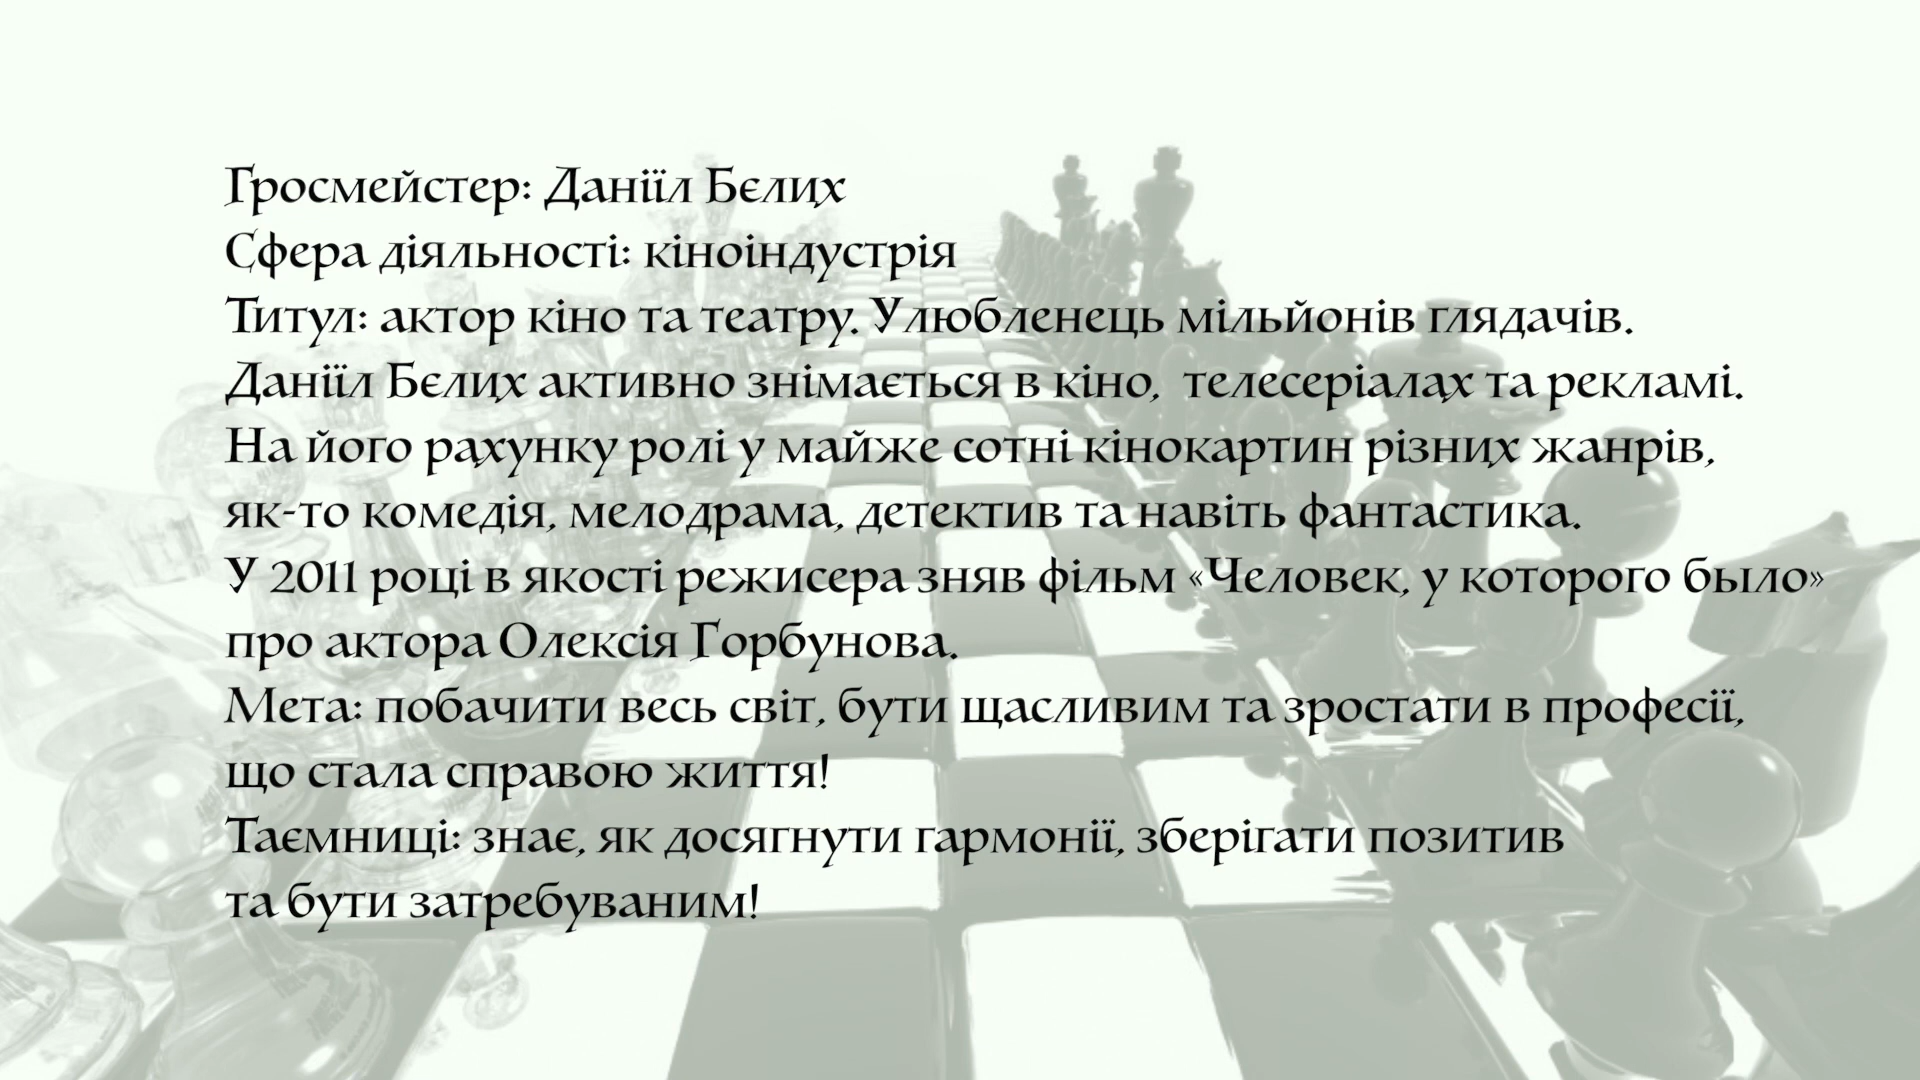 Гросмейстер: Данііл Бєлих
Сфера діяльності: кіноіндустрія
Титул: актор кіно та театру. Улюбленець мільйонів глядачів.
Данііл Бєлих активно знімається в кіно, телесеріалах та рекламі.
На його рахунку ролі у майже сотні кінокартин різних жанрів,
як-то комедія, мелодрама, детектив та навіть фантастика.
У 2011 році в якості режисера зняв фільм «Человек, у которого было»
про актора Олексія Горбунова.
Мета: побачити весь світ, бути щасливим та зростати в професії,
що стала справою життя!
Таємниці: знає, як досягнути гармонії, зберігати позитив
та бути затребуваним!